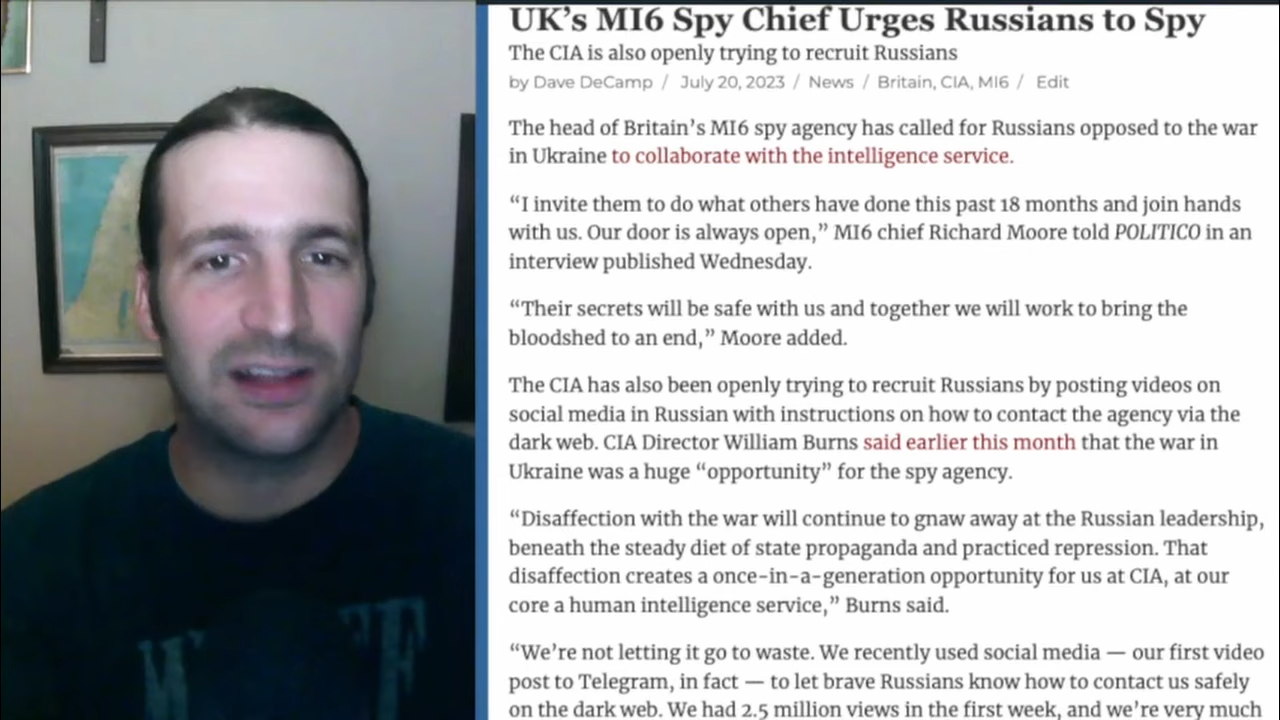 UK’s MI6 Spy Chief Urges Russians to Spy
The CIA is also openly trying to recruit Russians
by Dave DeCamp / July 20, 2023 / News / Britain, CIA, MI6 / Edit
The head of Britain’s MI6 spy agency has called for Russians opposed to the war
in Ukraine to collaborate with the intelligence service.
“I invite them to do what others have done this past 18 months and join hands
with us. Our door is always open,” MI6 chief Richard Moore told POLITICO in an
interview published Wednesday.
“Their secrets will be safe with us and together we will work to bring the
bloodshed to an end,” Moore added.
The CIA has also been openly trying to recruit Russians by posting videos on
social media in Russian with instructions on how to contact the agency via the
dark web. CIA Director William Burns said earlier this month that the war in
Ukraine was a huge “opportunity” for the spy agency.
“Disaffection with the war will continue to gnaw away at the Russian leadership,
beneath the steady diet of state propaganda and practiced repression. That
disaffection creates a once-in-a-generation opportunity for us at CIA, at our
core a human intelligence service,” Burns said.
“We’re not letting it go to waste. We recently used social media — our first video
post to Telegram, in fact — to let brave Russians know how to contact us safely
on the dark web. We had 2.5 million views in the first week, and we’re very much